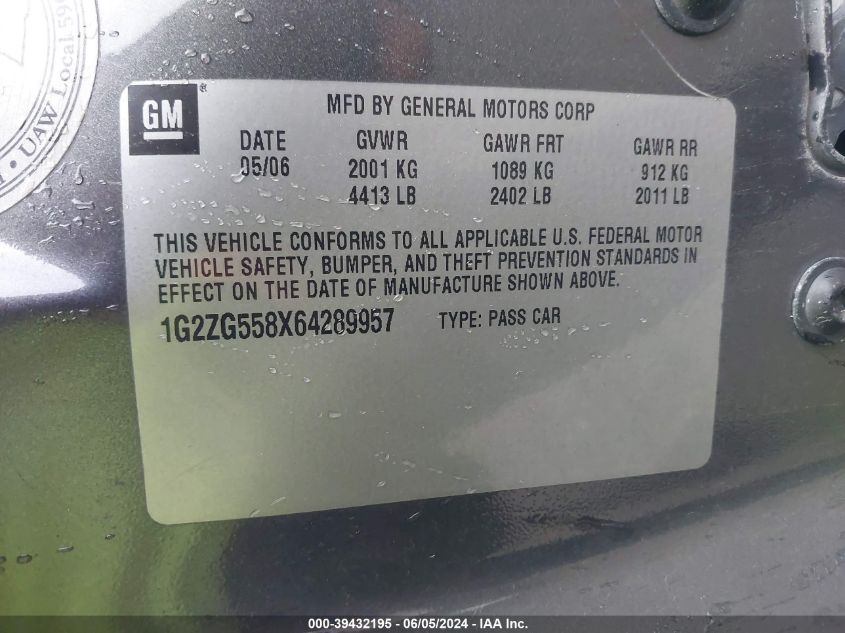 UAW Local 59
GM
MFD BY GENERAL MOTORS CORP
DATE GVWR GAWR FRT GAWR RR
05/06 2001 KG 1089 KG 912 KG
4413 LB 2402 LB 2011 LB
THIS VEHICLE CONFORMS TO ALL APPLICABLE U.S. FEDERAL MOTOR
VEHICLE SAFETY, BUMPER, AND THEFT PREVENTION STANDARDS IN
EFFECT ON THE DATE OF MANUFACTURE SHOWN ABOVE.
1G2ZG558X64289957 TYPE: PASS CAR
000-39432195 - 06/05/2024 - IAA Inc.